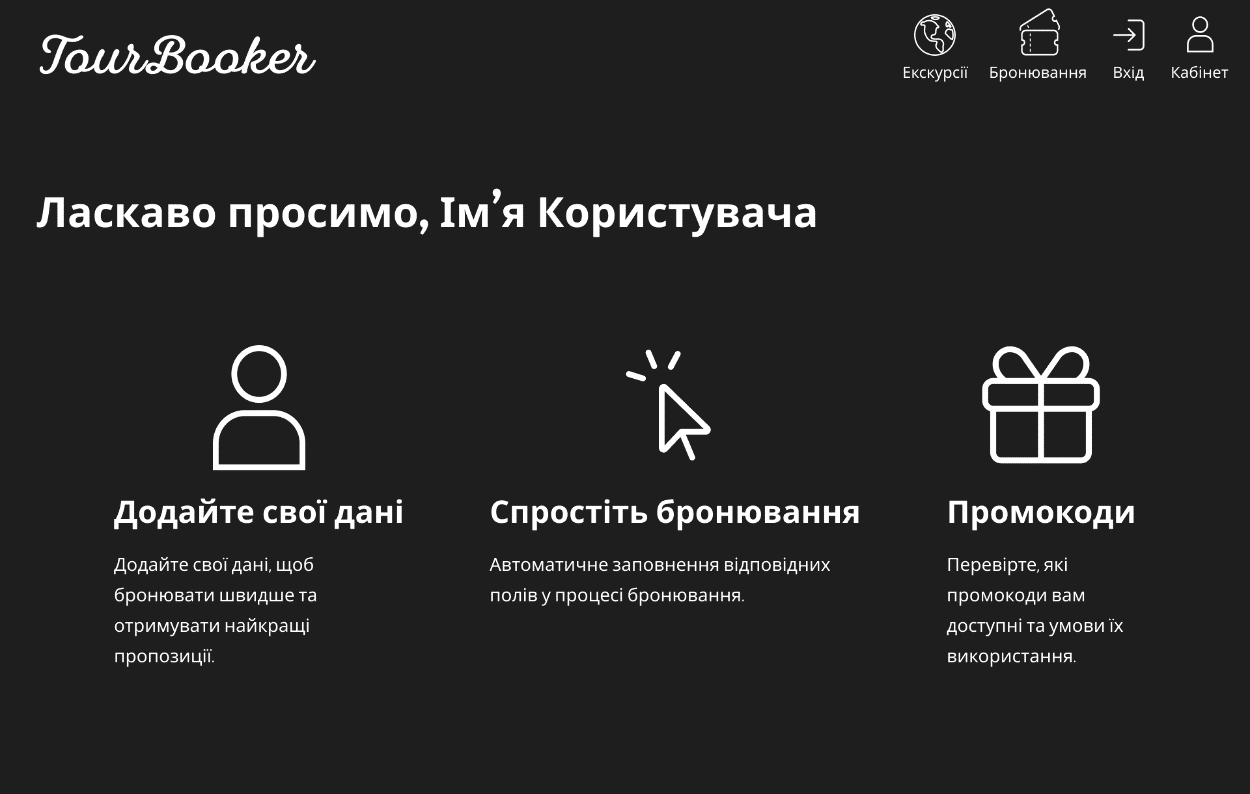 TourBooker
Екскурсії
Бронювання
Вхід
Кабінет
Ласкаво просимо, Ім’я Користувача
Додайте свої дані
Додайте свої дані, щоб
бронювати швидше та
отримувати найкращі
пропозиції.
Спростіть бронювання
Автоматичне заповнення відповідних
полів у процесі бронювання.
Промокоди
Перевірте, які
промокоди вам
доступні та умови їх
використання.